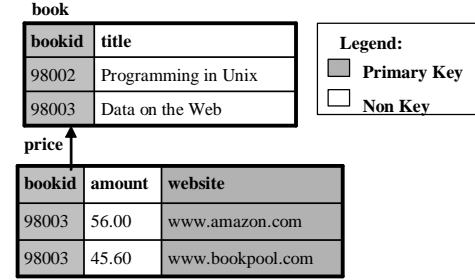 book
bookid title
98002 Programming in Unix
98003 Data on the Web
Legend:
Primary Key
Non Key
price
bookid amount website
98003 56.00 www.amazon.com
98003 45.60 www.bookpool.com